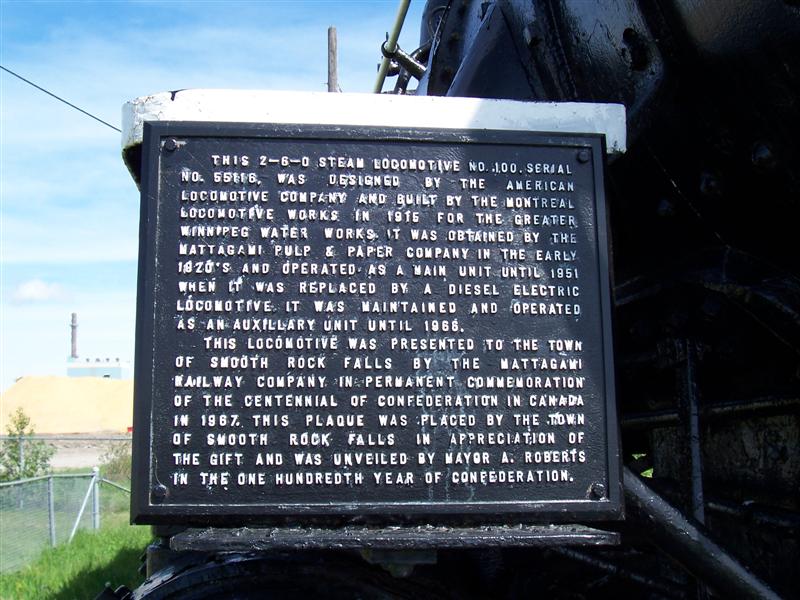 THIS 2-6-0 STEAM LOCOMOTIVE NO. 100, SERIAL
NO. 55116, WAS DESIGNED BY THE AMERICAN
LOCOMOTIVE COMPANY AND BUILT BY THE MONTREAL
LOCOMOTIVE WORKS IN 1915 FOR THE GREATER
WINNIPEG WATER WORKS. IT WAS OBTAINED BY THE
MATTAGAMI PULP & PAPER COMPANY IN THE EARLY
1920'S AND OPERATED AS A MAIN UNIT UNTIL 1951
WHEN IT WAS REPLACED BY A DIESEL ELECTRIC
LOCOMOTIVE. IT WAS MAINTAINED AND OPERATED
AS AN AUXILLARY UNIT UNTIL 1966.
THIS LOCOMOTIVE WAS PRESENTED TO THE TOWN
OF SMOOTH ROCK FALLS BY THE MATTAGAMI
RAILWAY COMPANY IN PERMANENT COMMEMORATION
OF THE CENTENNIAL OF CONFEDERATION IN CANADA
IN 1967. THIS PLAQUE WAS PLACED BY THE TOWN
OF SMOOTH ROCK FALLS IN APPRECIATION OF
THE GIFT AND WAS UNVEILED BY MAYOR A. ROBERTS
IN THE ONE HUNDREDTH YEAR OF CONFEDERATION.